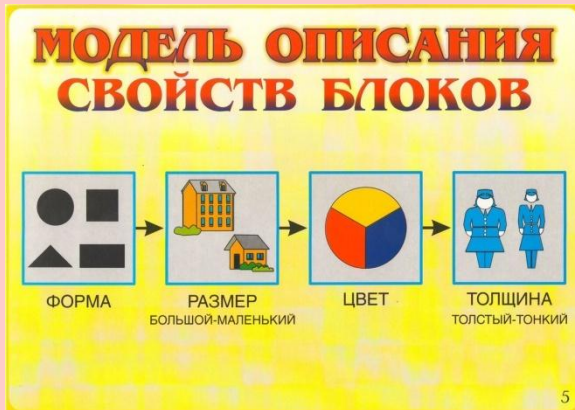 МОДЕЛЬ ОПИСАНИЯ
СВОЙСТВ БЛОКОВ
ФОРМА
РАЗМЕР
БОЛЬШОЙ-МАЛЕНЬКИЙ
ЦВЕТ
ТОЛЩИНА
ТОЛСТЫЙ-ТОНКИЙ
5